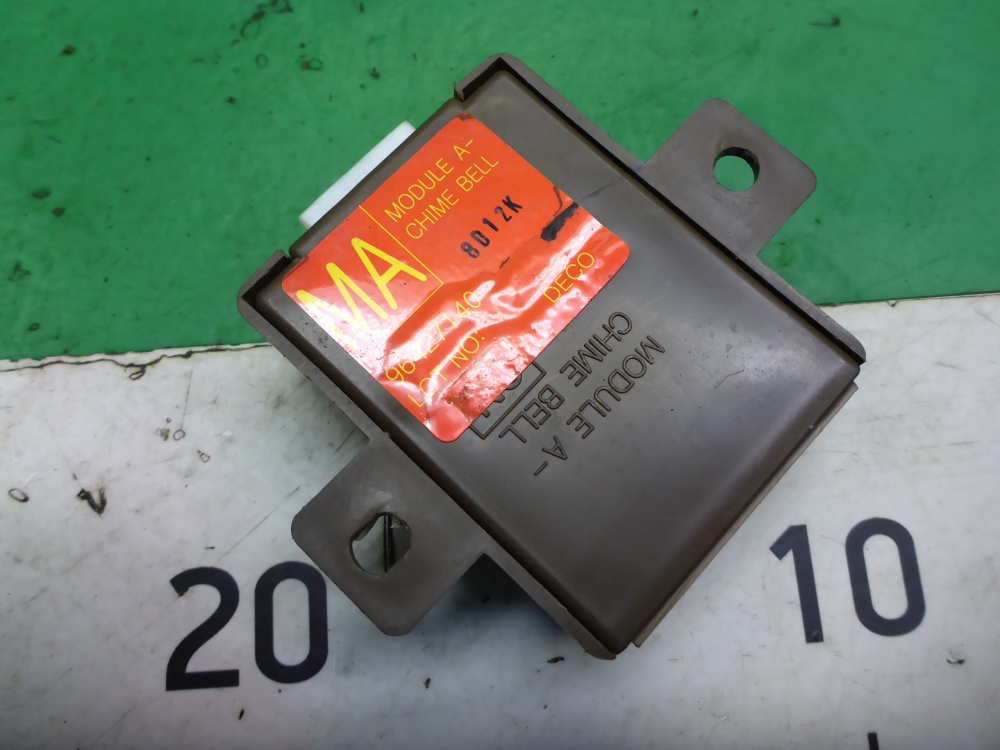 MA
MODULE A-
CHIME BELL
8012K
LOT NO.
DECO
MODULE A-
CHIME BELL
20
10